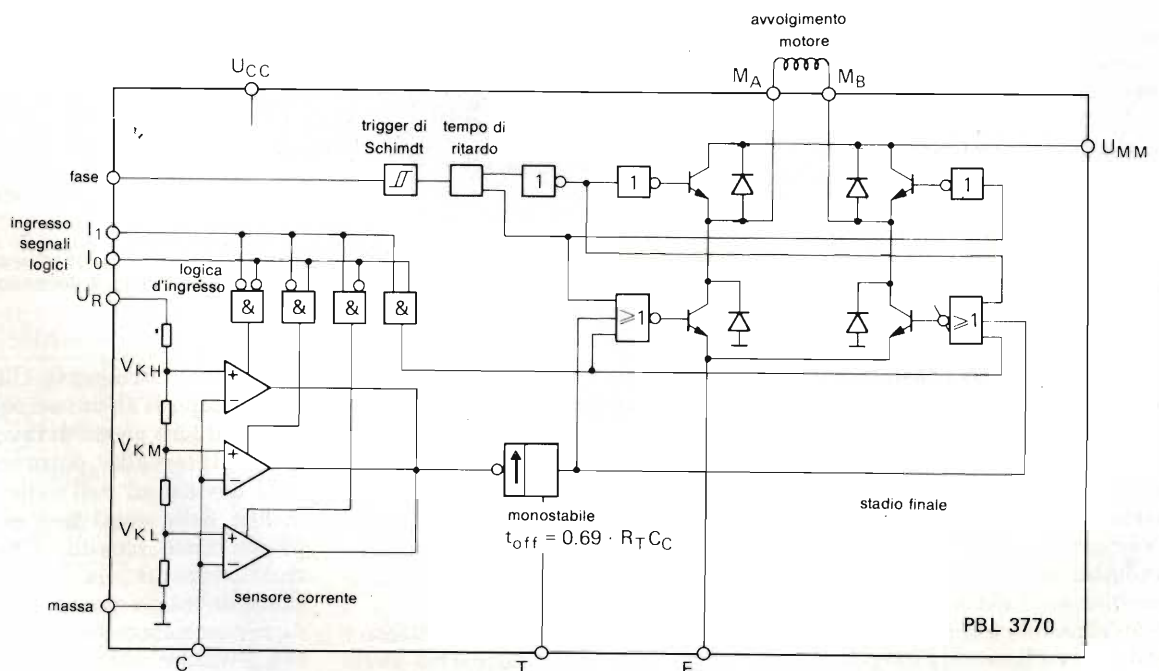 avvolgimento
motore
UCC
MA
MB
trigger di
Schimdt
tempo di
ritardo
UMM
fase
1
1
1
ingresso
segnali
logici
I1
I0
logica
d'ingresso
UR
&
&
&
&
≥1
≥1
VKH
+
−
VKM
+
−
VKL
+
−
monostabile
toff = 0.69 · RTCC
stadio finale
sensore corrente
massa
PBL 3770
C
T